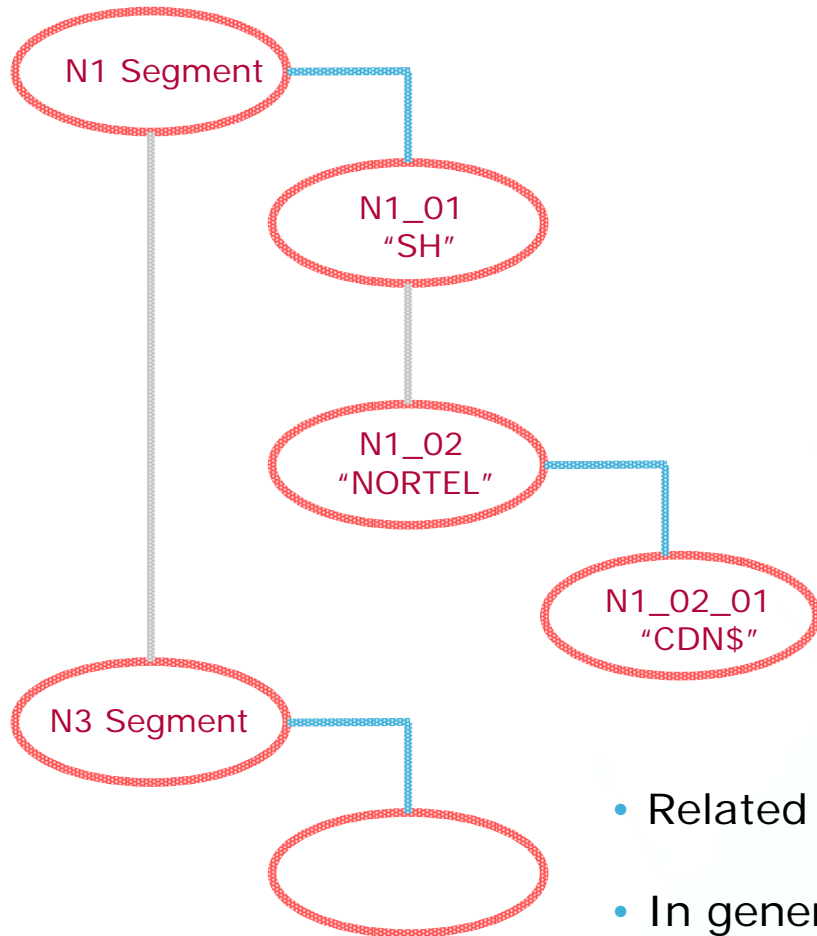 N1 Segment
N1_01
“SH”
N1_02
“NORTEL”
N1_02_01
“CDN$”
N3 Segment
• Related
• In gener